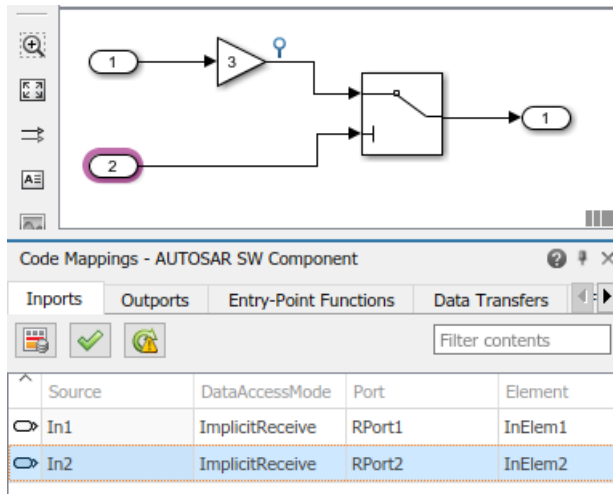 1
3
2
1
A
Code Mappings - AUTOSAR SW Component
Inports Outports Entry-Point Functions Data Transfers
Filter contents
Source DataAccessMode Port Element
In1 ImplicitReceive RPort1 InElem1
In2 ImplicitReceive RPort2 InElem2